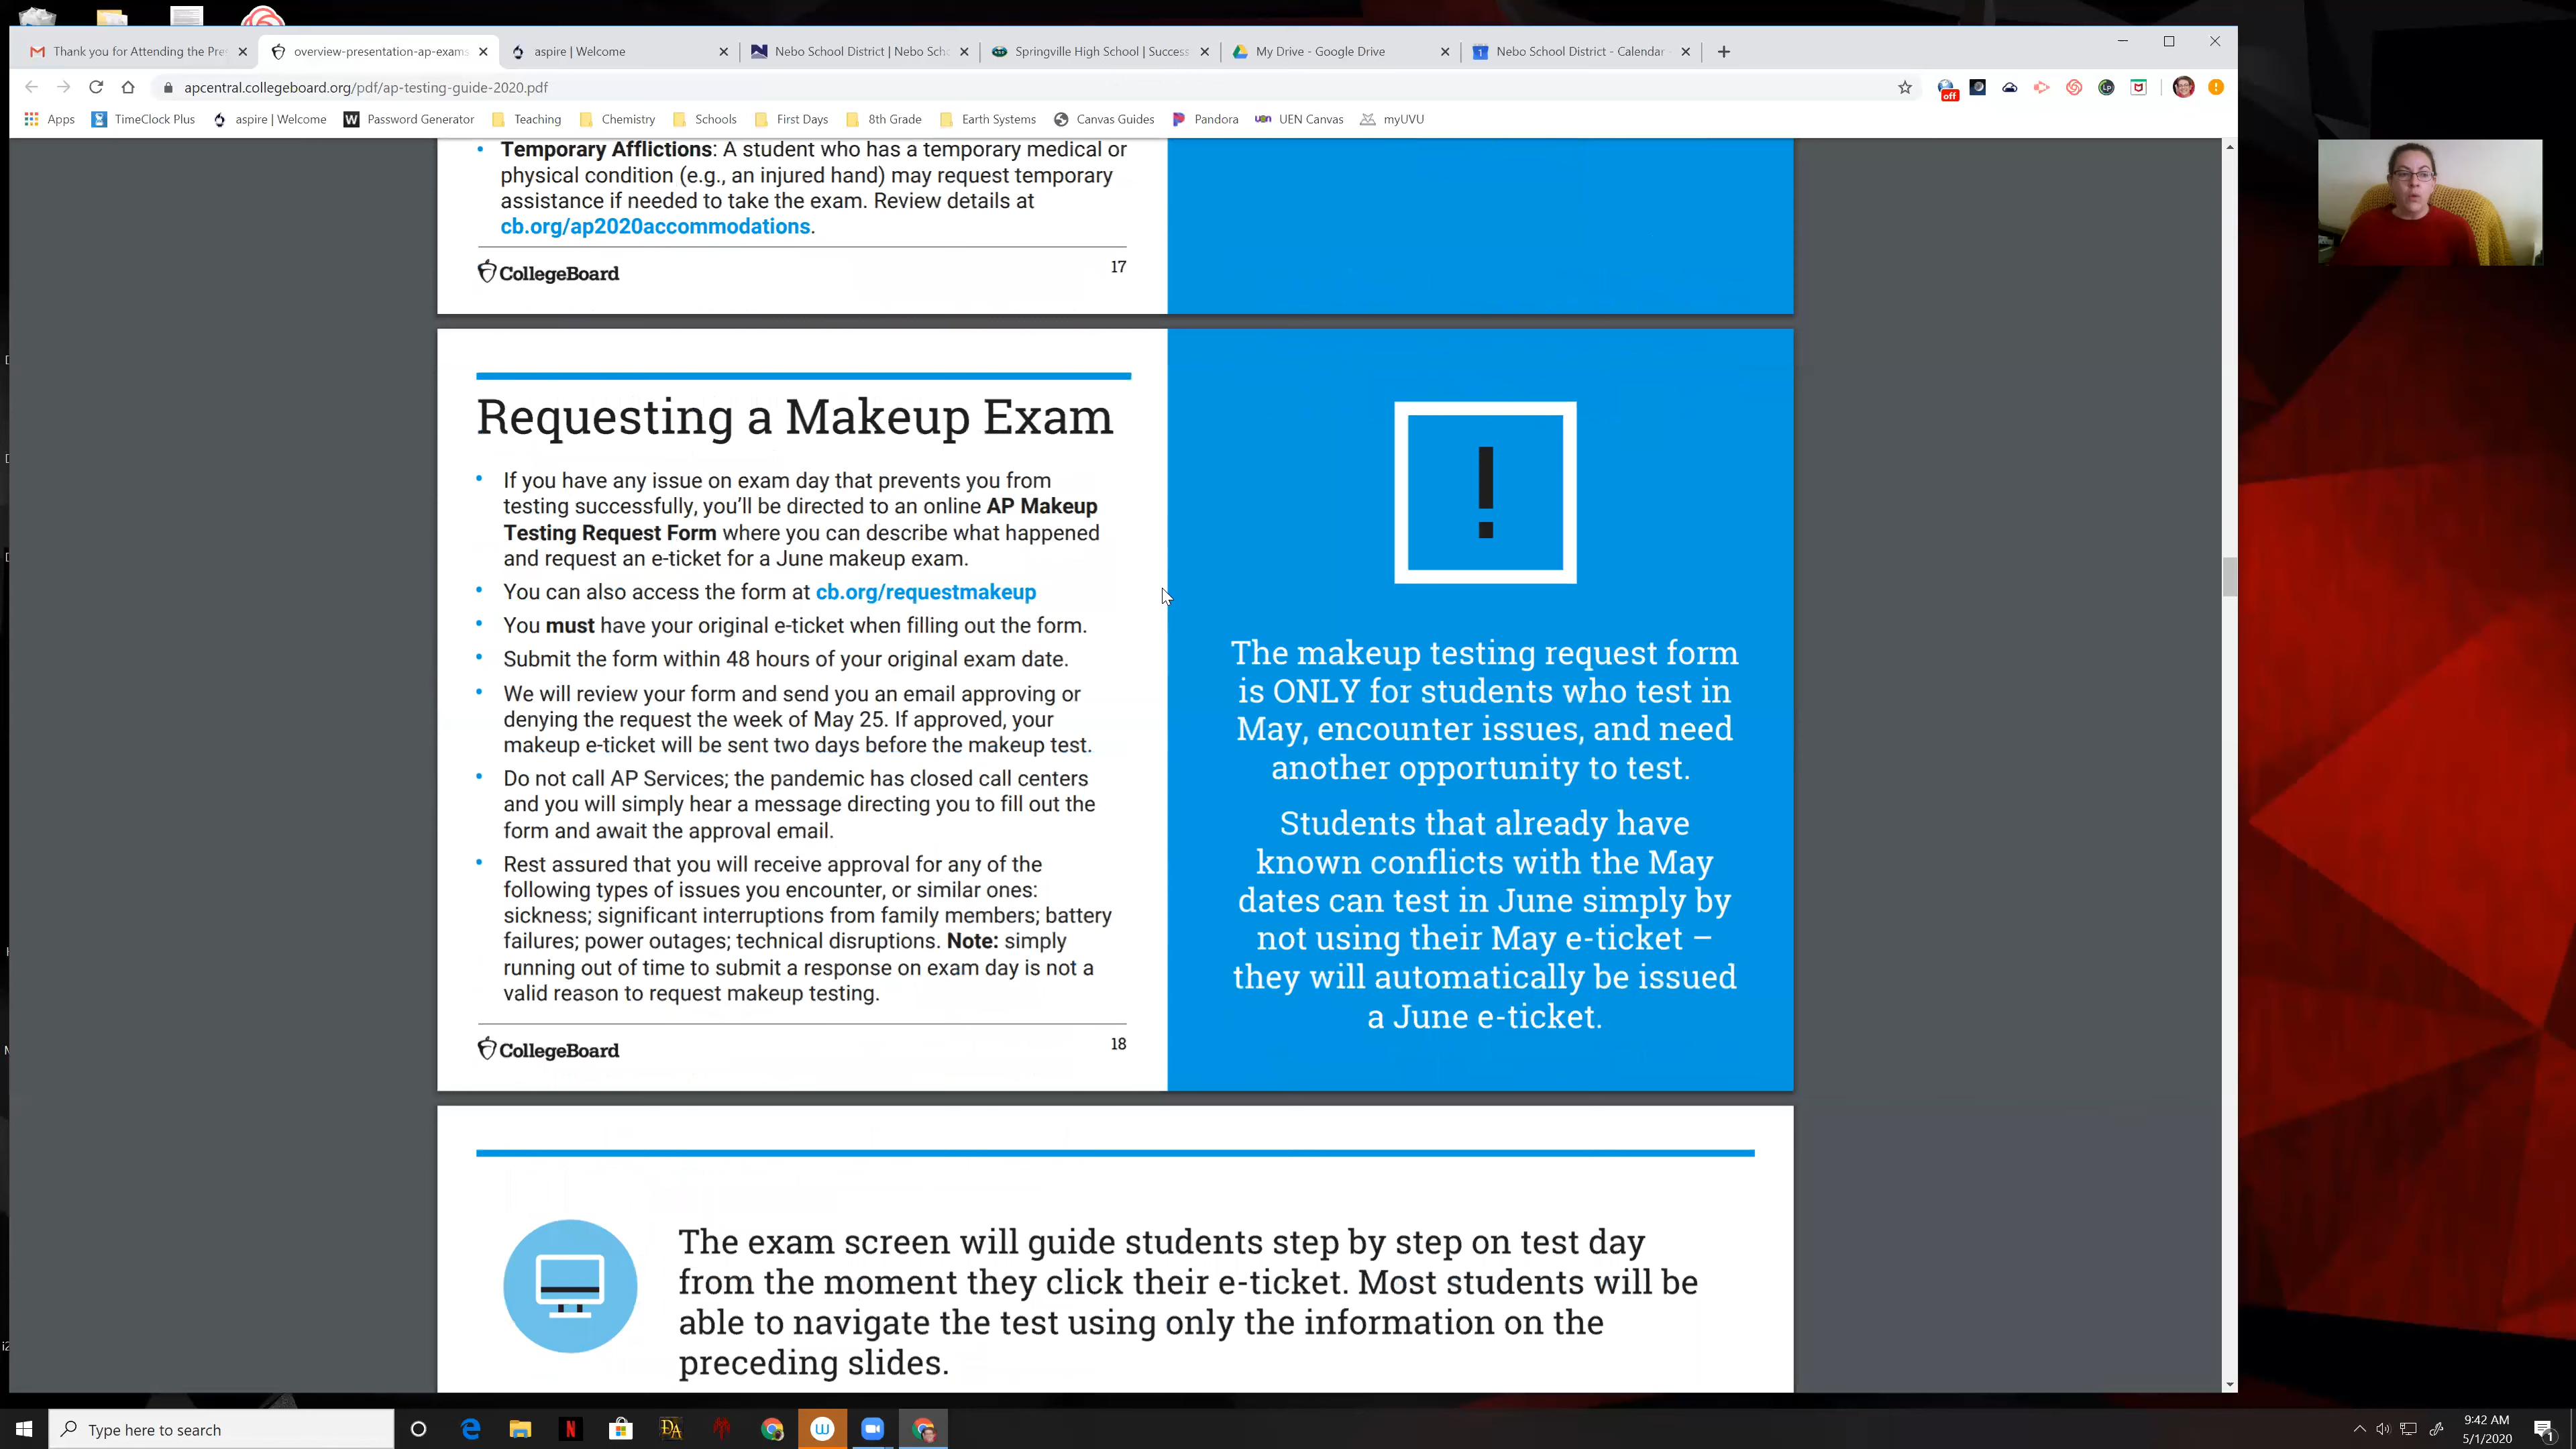 Thank you for Attending the Pre
overview-presentation-ap-exams
aspire | Welcome
Nebo School District | Nebo Sch
Springville High School | Success
My Drive - Google Drive
Nebo School District - Calendar
apcentral.collegeboard.org/pdf/ap-testing-guide-2020.pdf
off
Apps
TimeClock Plus
aspire | Welcome
W
Password Generator
Teaching
Chemistry
Schools
First Days
8th Grade
Earth Systems
Canvas Guides
Pandora
UEN Canvas
myUVU
• Temporary Afflictions: A student who has a temporary medical or
physical condition (e.g., an injured hand) may request temporary
assistance if needed to take the exam. Review details at
cb.org/ap2020accommodations.
CollegeBoard
17
Requesting a Makeup Exam
• If you have any issue on exam day that prevents you from
testing successfully, you'll be directed to an online AP Makeup
Testing Request Form where you can describe what happened
and request an e-ticket for a June makeup exam.
• You can also access the form at cb.org/requestmakeup
• You must have your original e-ticket when filling out the form.
• Submit the form within 48 hours of your original exam date.
• We will review your form and send you an email approving or
denying the request the week of May 25. If approved, your
makeup e-ticket will be sent two days before the makeup test.
• Do not call AP Services; the pandemic has closed call centers
and you will simply hear a message directing you to fill out the
form and await the approval email.
• Rest assured that you will receive approval for any of the
following types of issues you encounter, or similar ones:
sickness; significant interruptions from family members; battery
failures; power outages; technical disruptions. Note: simply
running out of time to submit a response on exam day is not a
valid reason to request makeup testing.
CollegeBoard
18
!
The makeup testing request form
is ONLY for students who test in
May, encounter issues, and need
another opportunity to test.
Students that already have
known conflicts with the May
dates can test in June simply by
not using their May e-ticket –
they will automatically be issued
a June e-ticket.
The exam screen will guide students step by step on test day
from the moment they click their e-ticket. Most students will be
able to navigate the test using only the information on the
preceding slides.
Type here to search
9:42 AM
5/1/2020
1